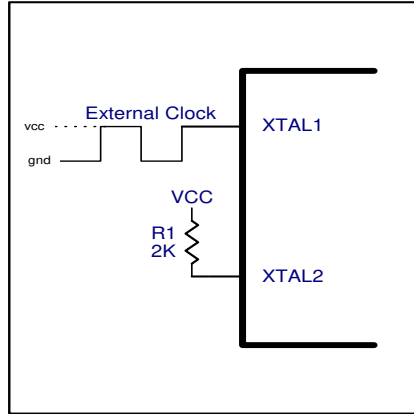 External Clock
vcc
XTAL1
gnd
VCC
R1
2K
XTAL2